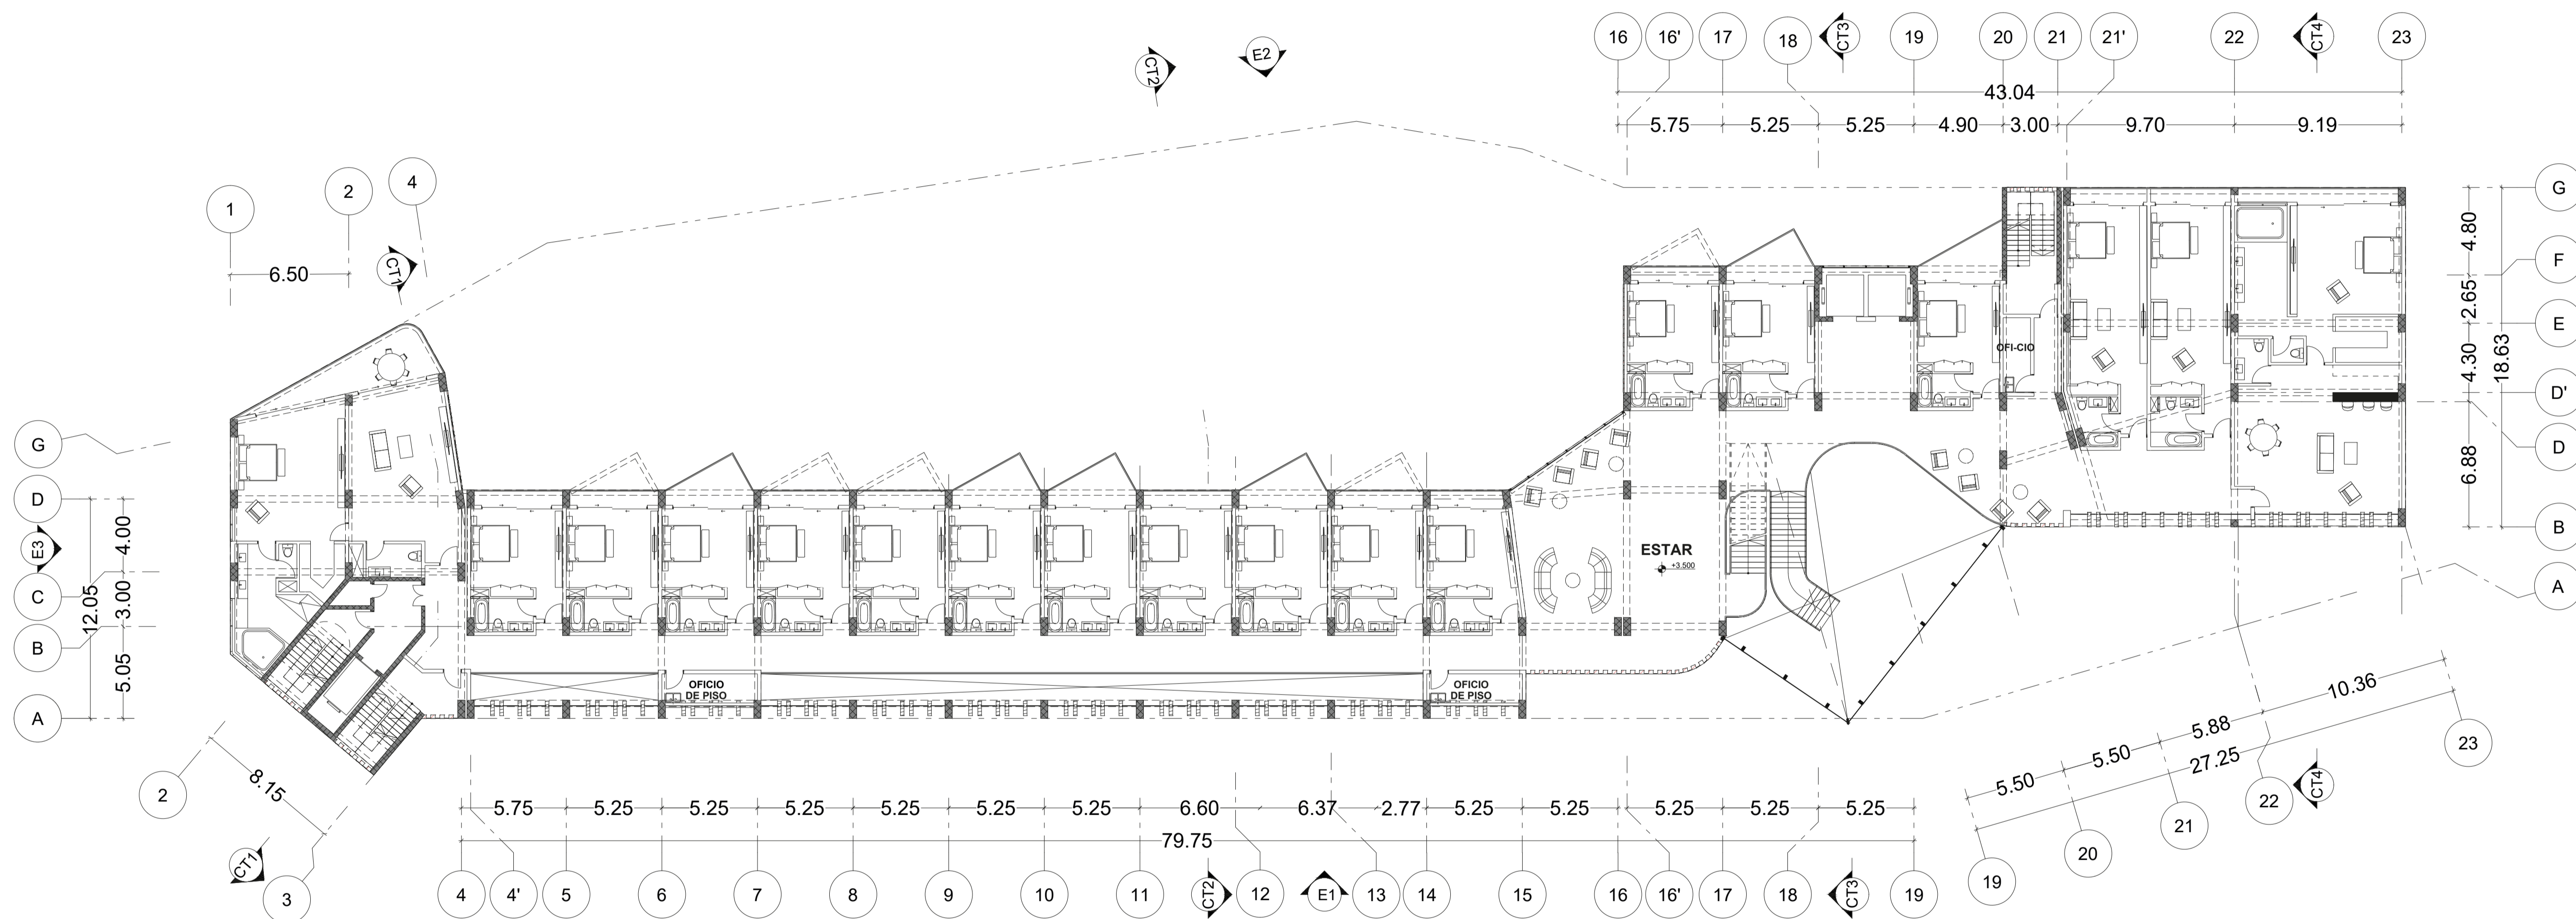 16
16'
17
18
CT3
19
20
21
21'
22
CT4
23
CT2
E2
43.04
5.75
5.25
5.25
4.90
3.00
9.70
9.19
1
2
4
CT1
6.50
G
F
E
D'
D
B
A
4.80
2.65
4.30
6.88
18.63
G
D
E3
C
B
A
4.00
3.00
5.05
12.05
OFI-CIO
ESTAR
+3.500
OFICIO
DE PISO
OFICIO
DE PISO
2
8.15
CT1
3
5.75
5.25
5.25
5.25
5.25
5.25
5.25
6.60
6.37
2.77
5.25
5.25
5.25
5.25
5.25
79.75
4
4'
5
6
7
8
9
10
11
CT2
12
E1
13
14
15
16
16'
17
18
CT3
19
5.50
5.50
5.88
10.36
27.25
19
20
21
22
CT4
23